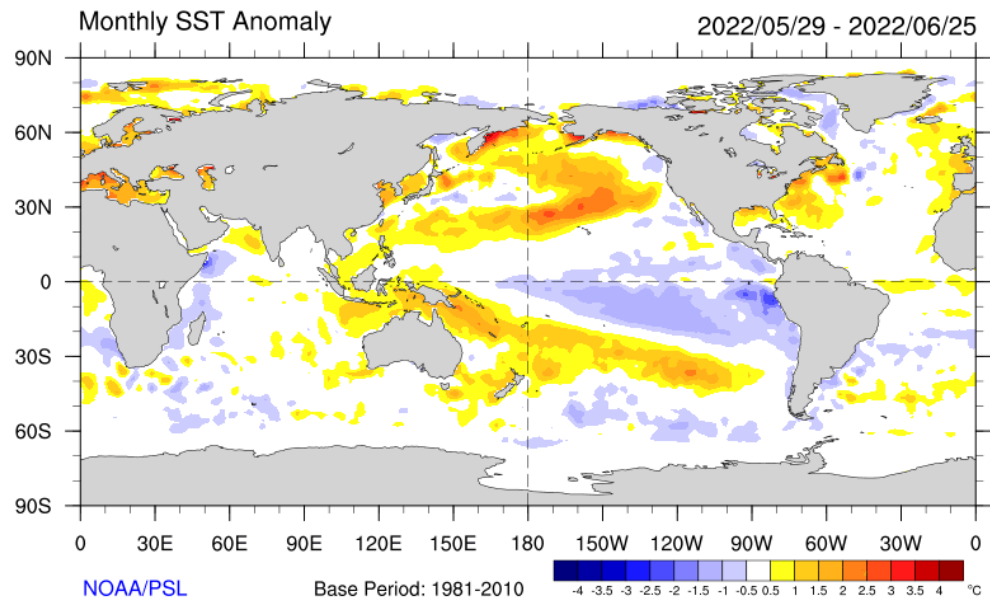 Monthly SST Anomaly 2022/05/29 - 2022/06/25
90N
60N
30N
0
30S
60S
90S
0 30E 60E 90E 120E 150E 180 150W 120W 90W 60W 30W 0
NOAA/PSL Base Period: 1981-2010
-4 -3.5 -3 -2.5 -2 -1.5 -1 -0.5 0.5 1 1.5 2 2.5 3 3.5 4 °C